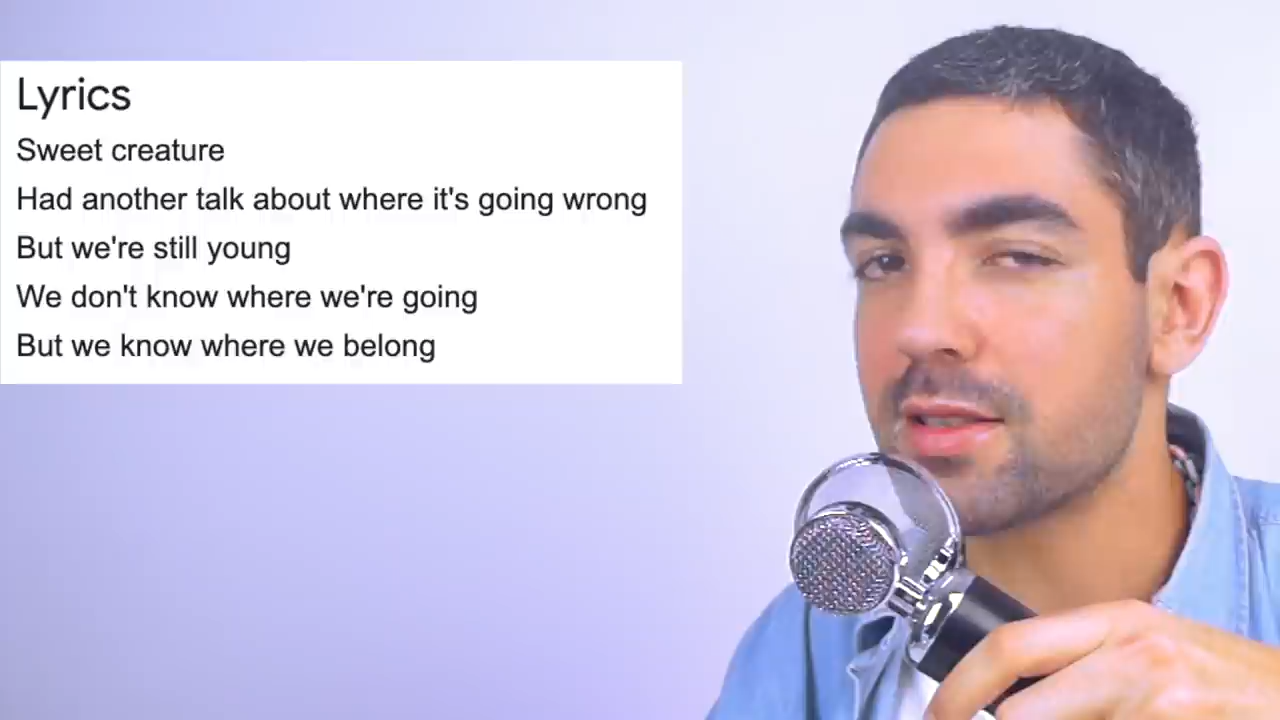 Lyrics
Sweet creature
Had another talk about where it's going wrong
But we're still young
We don't know where we're going
But we know where we belong